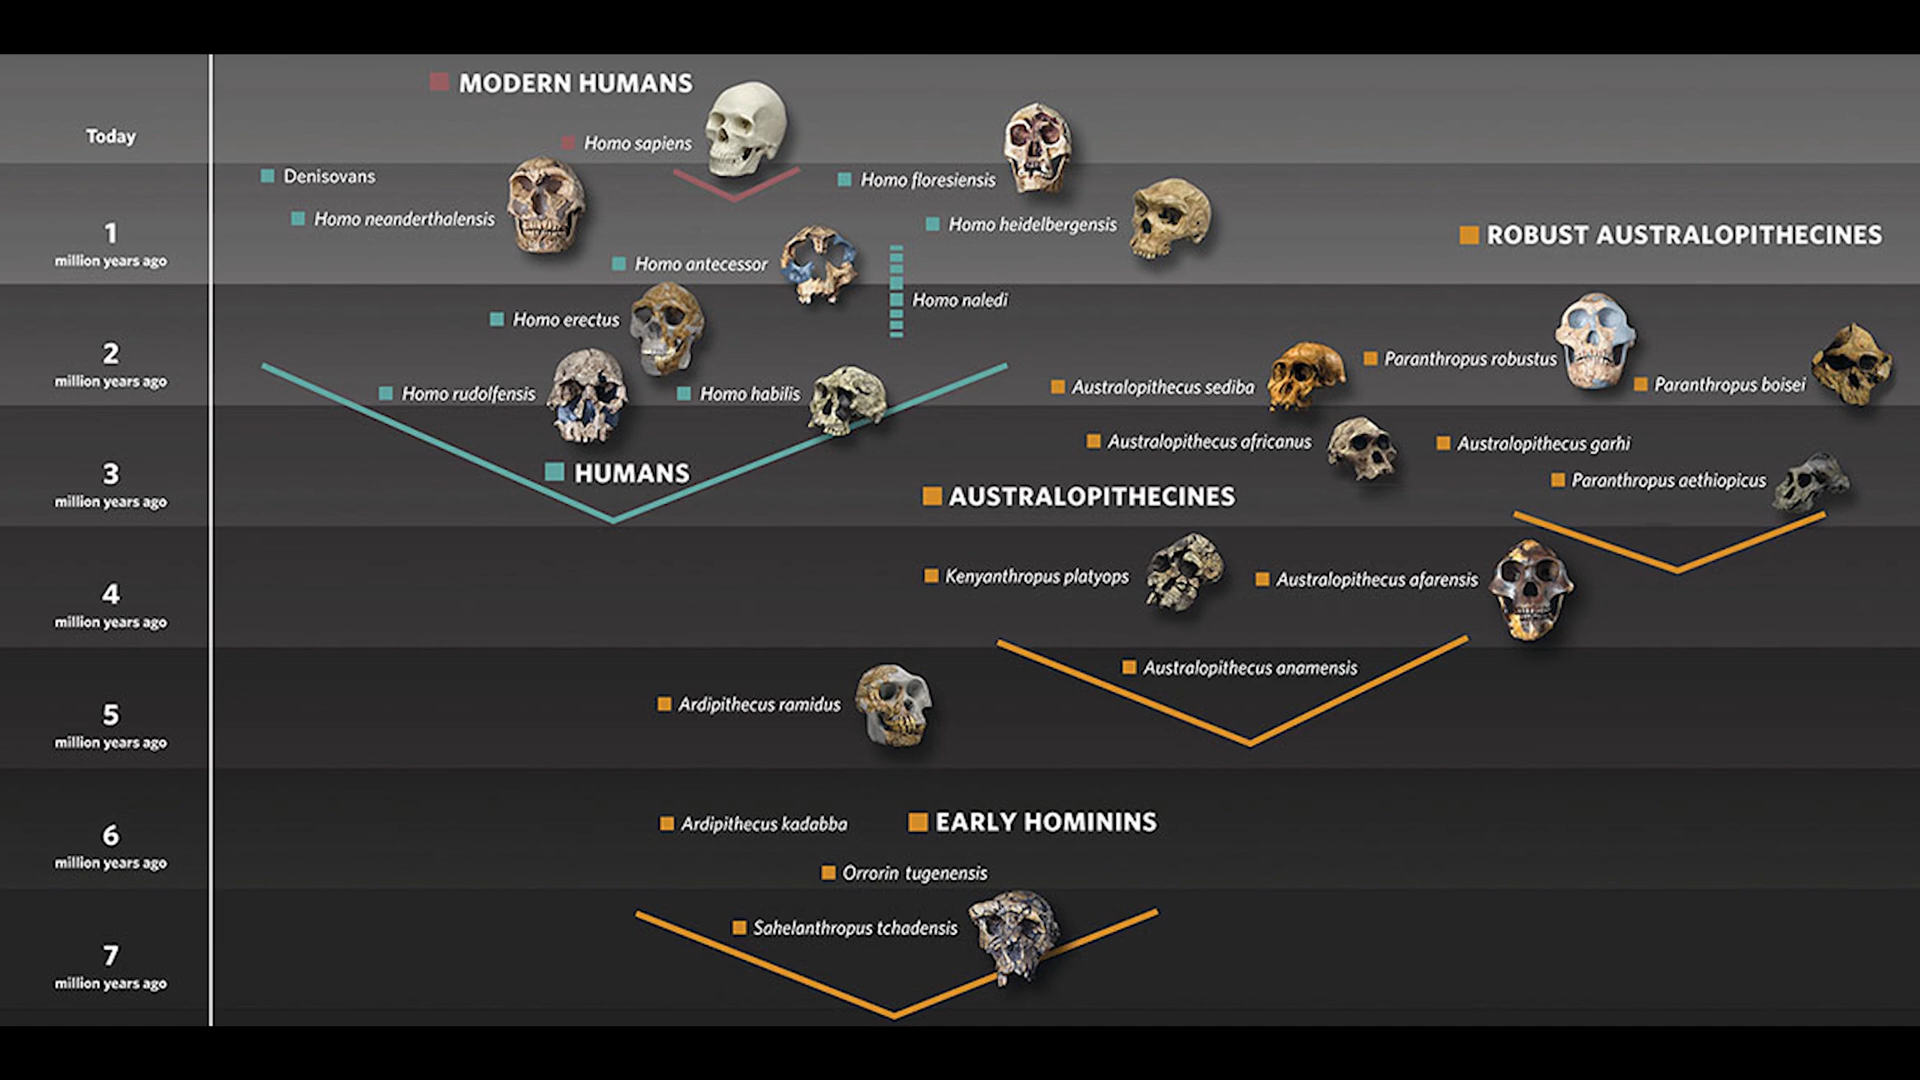 MODERN HUMANS
Today
Homo sapiens
Denisovans
Homo floresiensis
Homo neanderthalensis
Homo heidelbergensis
1
million years ago
ROBUST AUSTRALOPITHECINES
Homo antecessor
Homo naledi
Homo erectus
2
million years ago
Paranthropus robustus
Australopithecus sediba
Paranthropus boisei
Homo rudolfensis
Homo habilis
Australopithecus africanus
Australopithecus garhi
3
million years ago
HUMANS
Paranthropus aethiopicus
AUSTRALOPITHECINES
Kenyanthropus platyops
Australopithecus afarensis
4
million years ago
Australopithecus anamensis
Ardipithecus ramidus
5
million years ago
Ardipithecus kadabba
EARLY HOMININS
6
million years ago
Orrorin tugenensis
Sahelanthropus tchadensis
7
million years ago